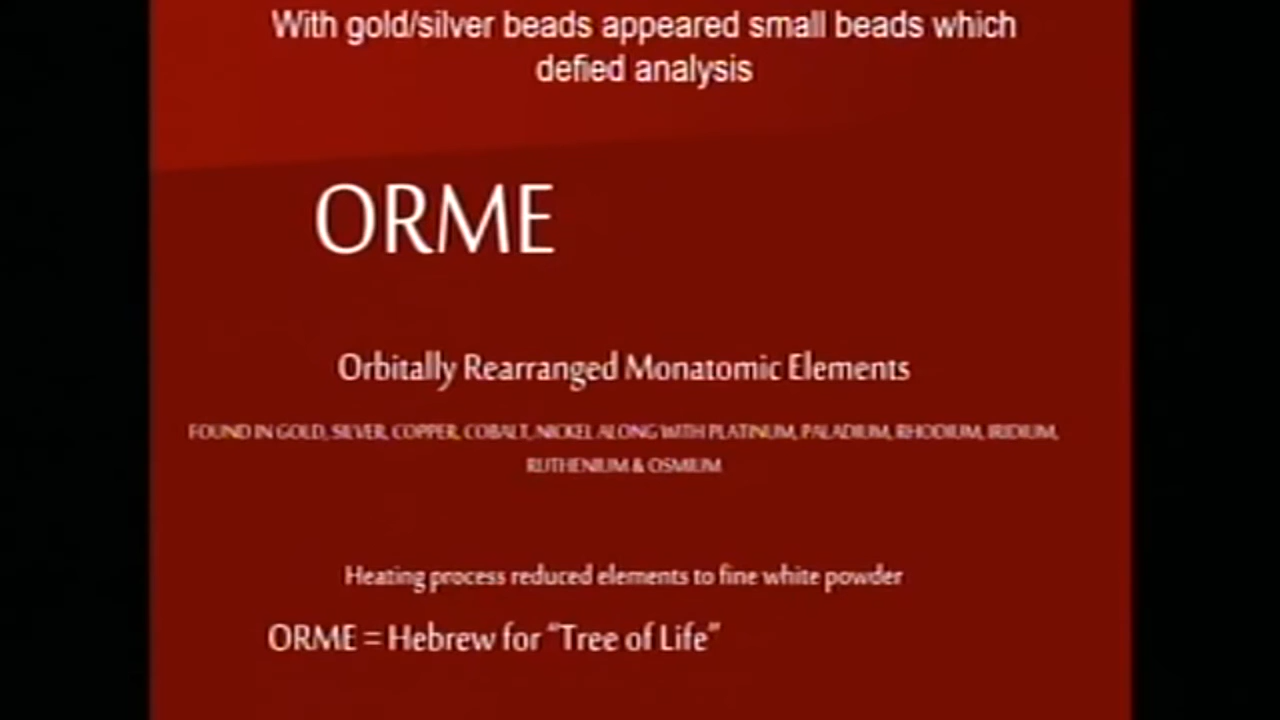 With gold/silver beads appeared small beads which
defied analysis
ORME
Orbitally Rearranged Monatomic Elements
FOUND IN GOLD, SILVER, COPPER, COBALT, NICKEL ALONG WITH PLATINUM, PALADIUM, RHODIUM, IRIDIUM,
RUTHENIUM & OSMIUM
Heating process reduced elements to fine white powder
ORME = Hebrew for "Tree of Life"